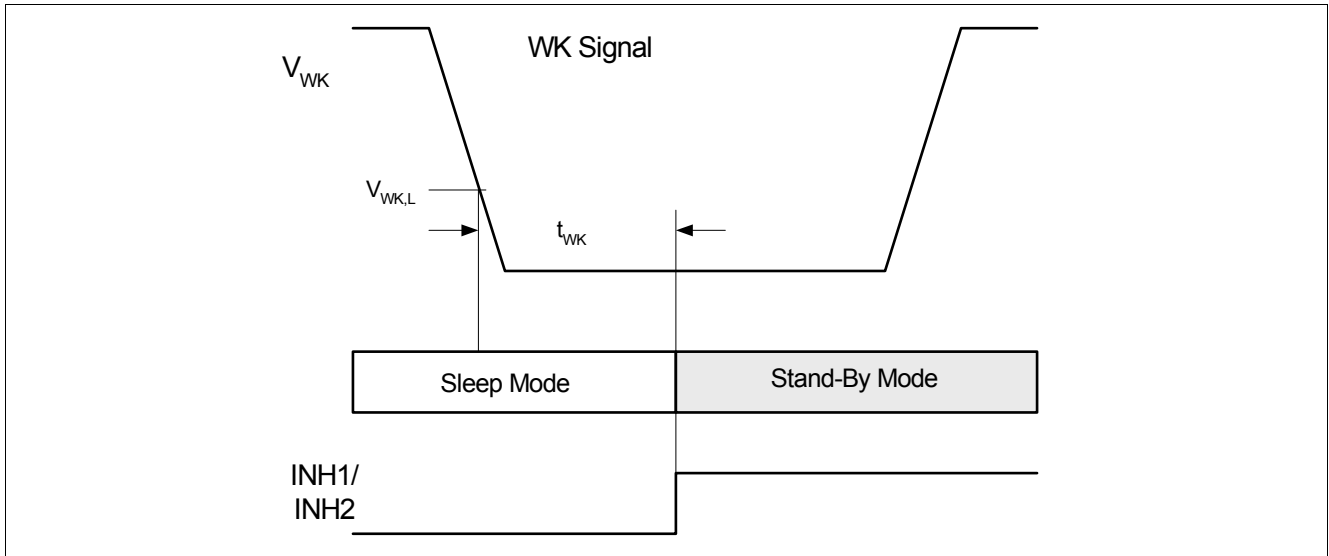 WK Signal
V_WK
V_WK,L
t_WK
Sleep Mode
Stand-By Mode
INH1/
INH2